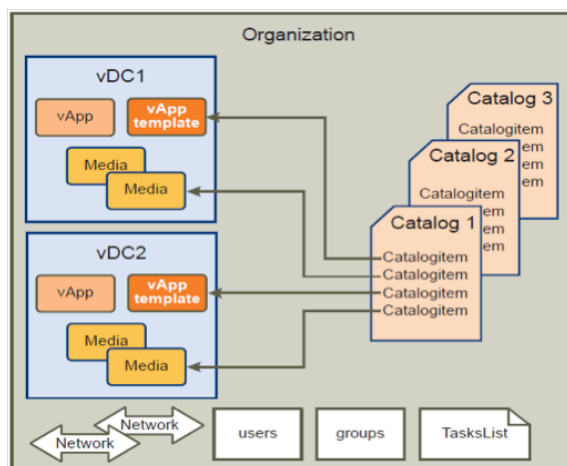 Organization
vDC1
vApp
vApp
template
Media
Media
vDC2
vApp
vApp
template
Media
Media
Catalog 3
Catalogitem
em
em
em
Catalog 2
Catalogitem
em
em
em
Catalog 1
Catalogitem
Catalogitem
Catalogitem
Catalogitem
Network
Network
users
groups
TasksList